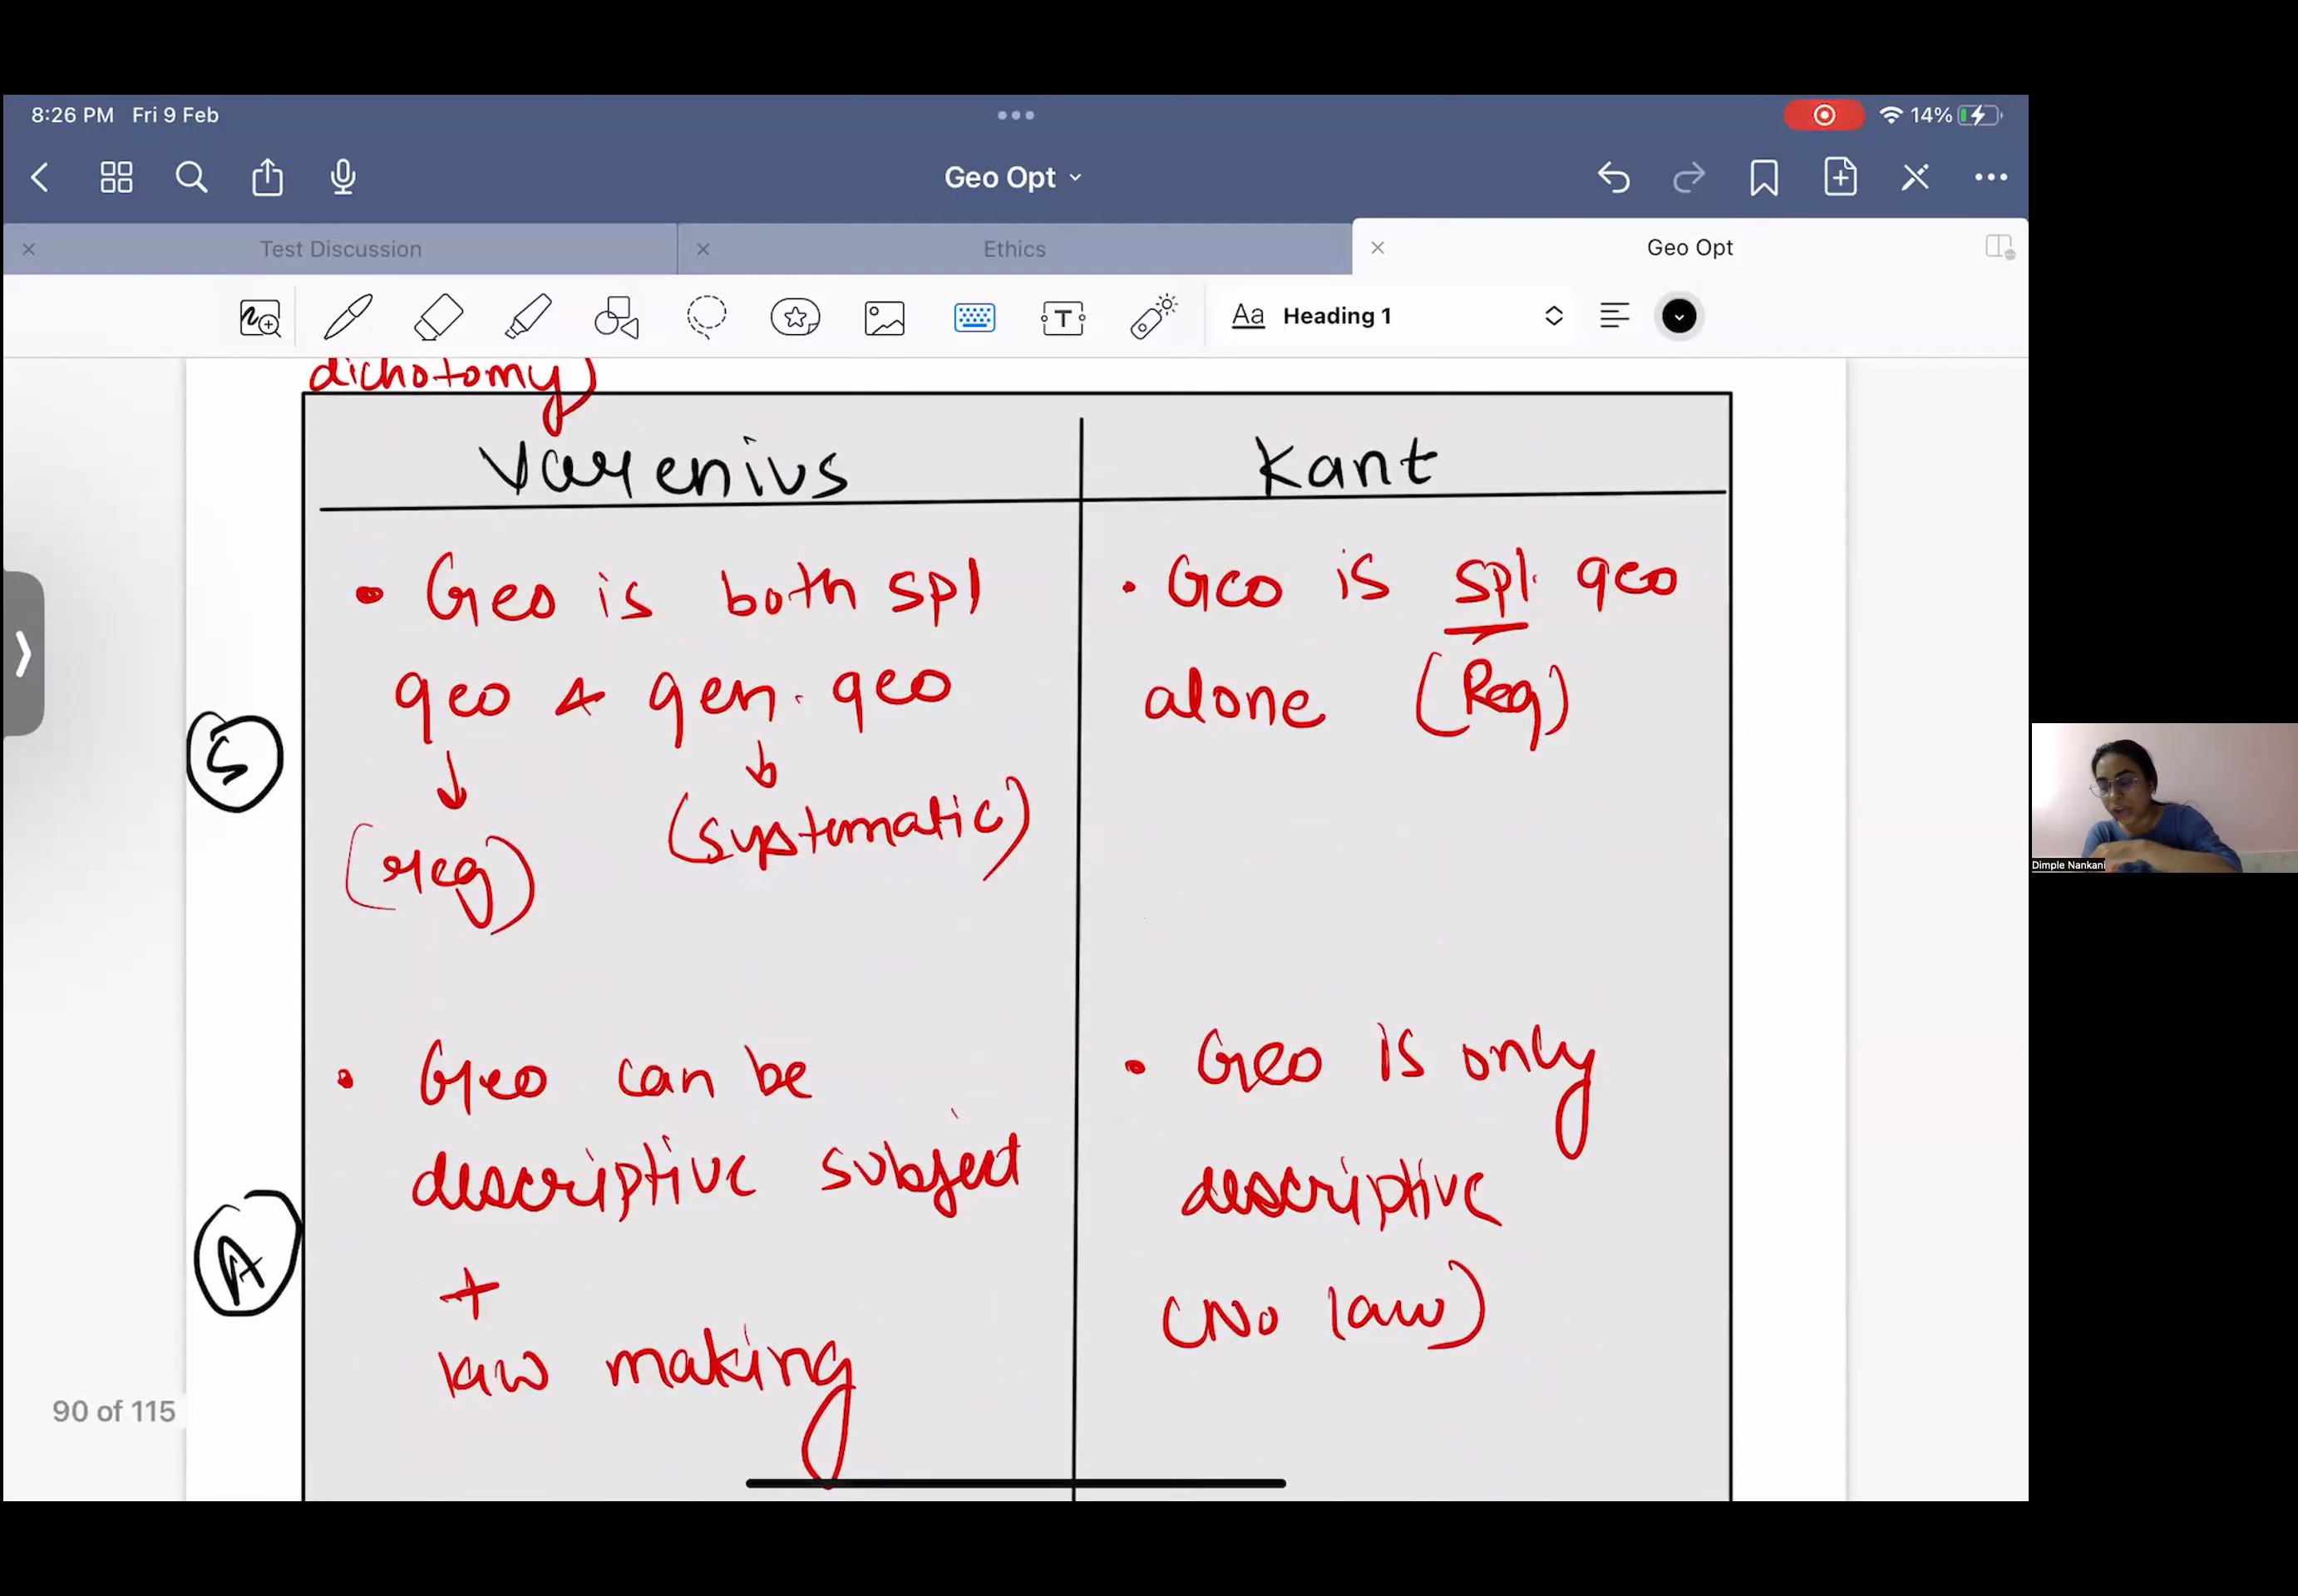 8:26 PM Fri 9 Feb
14%
Geo Opt
Test Discussion
Ethics
Geo Opt
Aa Heading 1
dichotomy)
Varenius
Kant
• Geo is both spl
geo & gen. geo
(reg)
(systematic)
• Geo is spl. geo
alone (Reg)
S
• Geo can be
descriptive subject
+
law making
• Geo is only
descriptive
(No law)
A
90 of 115
Dimple Nankani